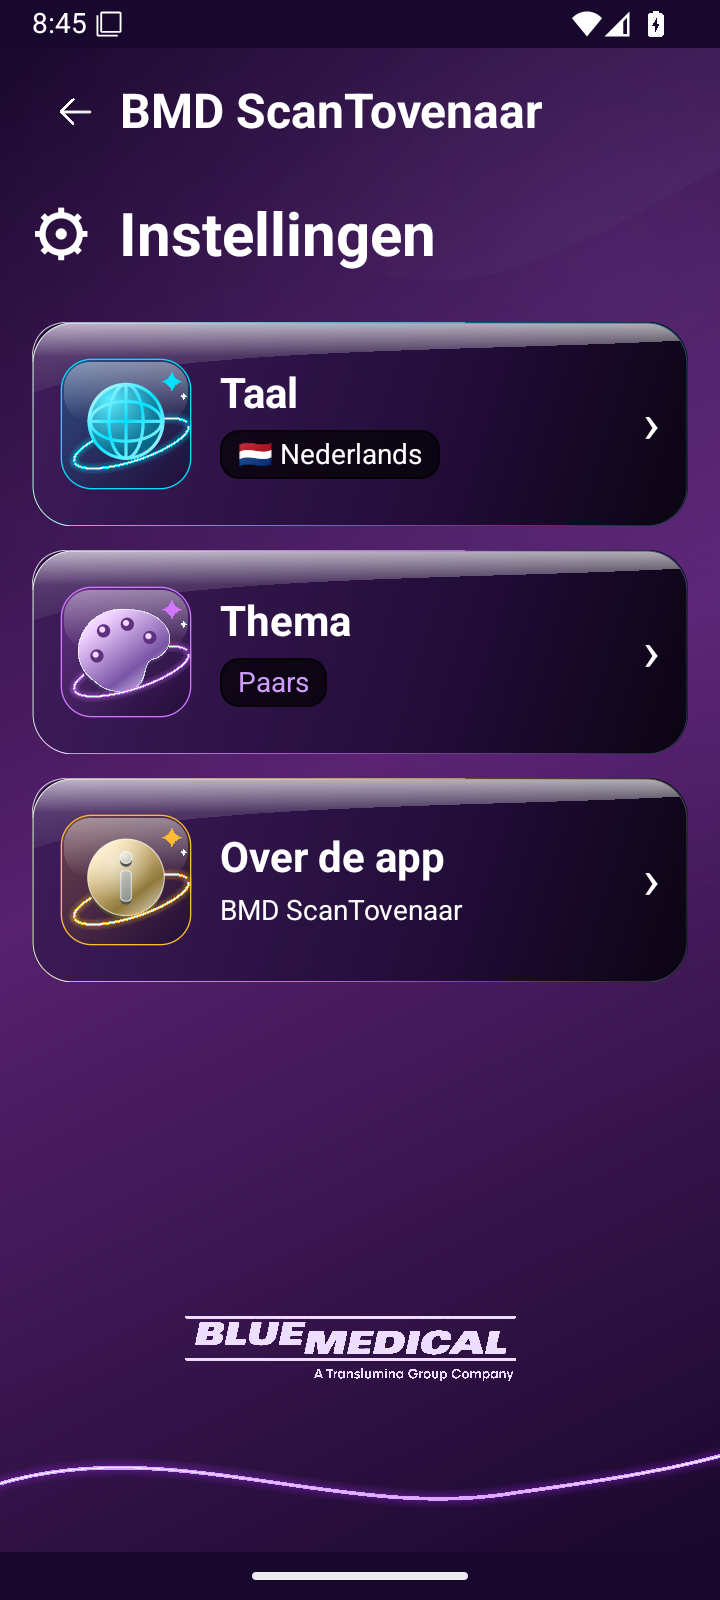 8:45
BMD ScanTovenaar
Instellingen
Taal
🇳🇱 Nederlands
Thema
Paars
Over de app
BMD ScanTovenaar
BLUEMEDICAL
A Translumina Group Company